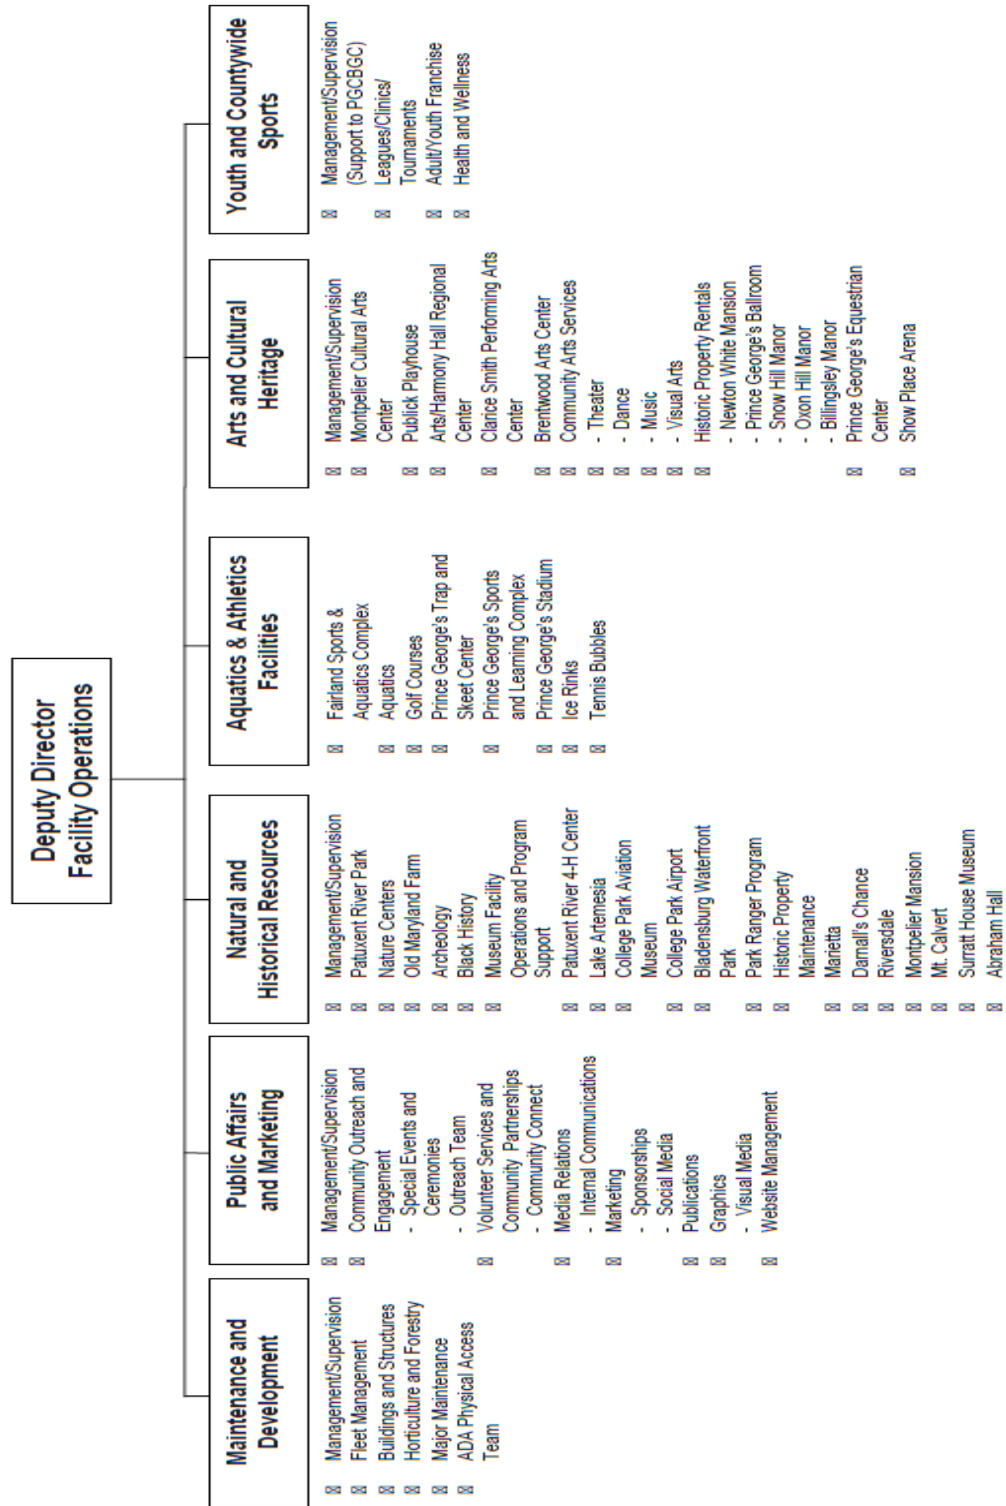 Deputy Director
Facility Operations
Maintenance and
Development
Management/Supervision
Fleet Management
Buildings and Structures
Horticulture and Forestry
Major Maintenance
ADA Physical Access
Team
Public Affairs
and Marketing
Management/Supervision
Community Outreach and
Engagement
- Special Events and
Ceremonies
- Outreach Team
Volunteer Services and
Community Partnerships
- Community Connect
Media Relations
- Internal Communications
Marketing
- Sponsorships
- Social Media
Publications
Graphics
- Visual Media
Website Management
Natural and
Historical Resources
Management/Supervision
Patuxent River Park
Nature Centers
Old Maryland Farm
Archeology
Black History
Museum Facility
Operations and Program
Support
Patuxent River 4-H Center
Lake Artemesia
College Park Aviation
Museum
College Park Airport
Bladensburg Waterfront
Park
Park Ranger Program
Historic Property
Maintenance
Marietta
Darnall's Chance
Riversdale
Montpelier Mansion
Mt. Calvert
Surratt House Museum
Abraham Hall
Aquatics & Athletics
Facilities
Fairland Sports &
Aquatics Complex
Aquatics
Golf Courses
Prince George's Trap and
Skeet Center
Prince George's Sports
and Learning Complex
Prince George's Stadium
Ice Rinks
Tennis Bubbles
Arts and Cultural
Heritage
Management/Supervision
Montpelier Cultural Arts
Center
Publick Playhouse
Arts/Harmony Hall Regional
Center
Clarice Smith Performing Arts
Center
Brentwood Arts Center
Community Arts Services
- Theater
- Dance
- Music
- Visual Arts
Historic Property Rentals
- Newton White Mansion
- Prince George's Ballroom
- Snow Hill Manor
- Oxon Hill Manor
- Billingsley Manor
Prince George's Equestrian
Center
Show Place Arena
Youth and Countywide
Sports
Management/Supervision
(Support to PGCBGC)
Leagues/Clinics/
Tournaments
Adult/Youth Franchise
Health and Wellness